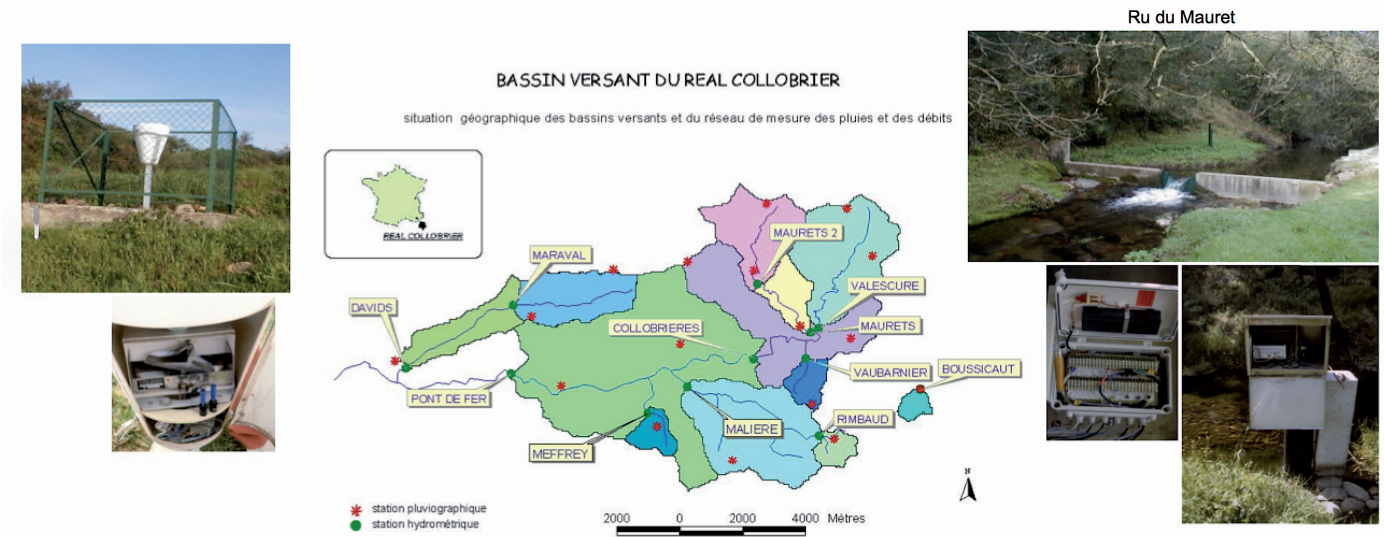 Ru du Mauret
BASSIN VERSANT DU REAL COLLOBRIER
situation géographique des bassins versants et du réseau de mesure des pluies et des débits
REAL COLLOBRIER
MAURETS 2
MARAVAL
VALESCURE
DAVIDS
COLLOBRIERES
MAURETS
VAUBARNIER
BOUSSICAUT
PONT DE FER
RIMBAUD
MALIERE
MEFFREY
N
station pluviographique
station hydrométrique
2000 0 2000 4000 Mètres